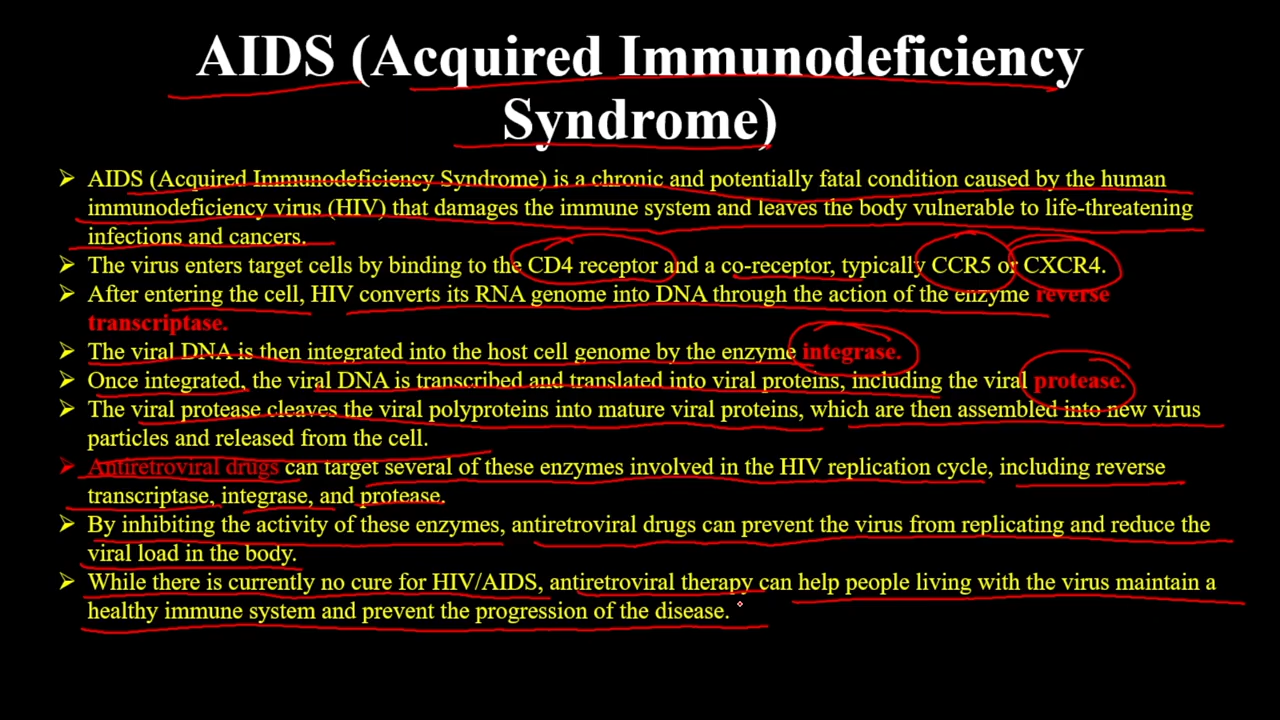 AIDS (Acquired Immunodeficiency
Syndrome)
➢ AIDS (Acquired Immunodeficiency Syndrome) is a chronic and potentially fatal condition caused by the human
immunodeficiency virus (HIV) that damages the immune system and leaves the body vulnerable to life-threatening
infections and cancers.
➢ The virus enters target cells by binding to the CD4 receptor and a co-receptor, typically CCR5 or CXCR4.
➢ After entering the cell, HIV converts its RNA genome into DNA through the action of the enzyme reverse
transcriptase.
➢ The viral DNA is then integrated into the host cell genome by the enzyme integrase.
➢ Once integrated, the viral DNA is transcribed and translated into viral proteins, including the viral protease.
➢ The viral protease cleaves the viral polyproteins into mature viral proteins, which are then assembled into new virus
particles and released from the cell.
➢ Antiretroviral drugs can target several of these enzymes involved in the HIV replication cycle, including reverse
transcriptase, integrase, and protease.
➢ By inhibiting the activity of these enzymes, antiretroviral drugs can prevent the virus from replicating and reduce the
viral load in the body.
➢ While there is currently no cure for HIV/AIDS, antiretroviral therapy can help people living with the virus maintain a
healthy immune system and prevent the progression of the disease.